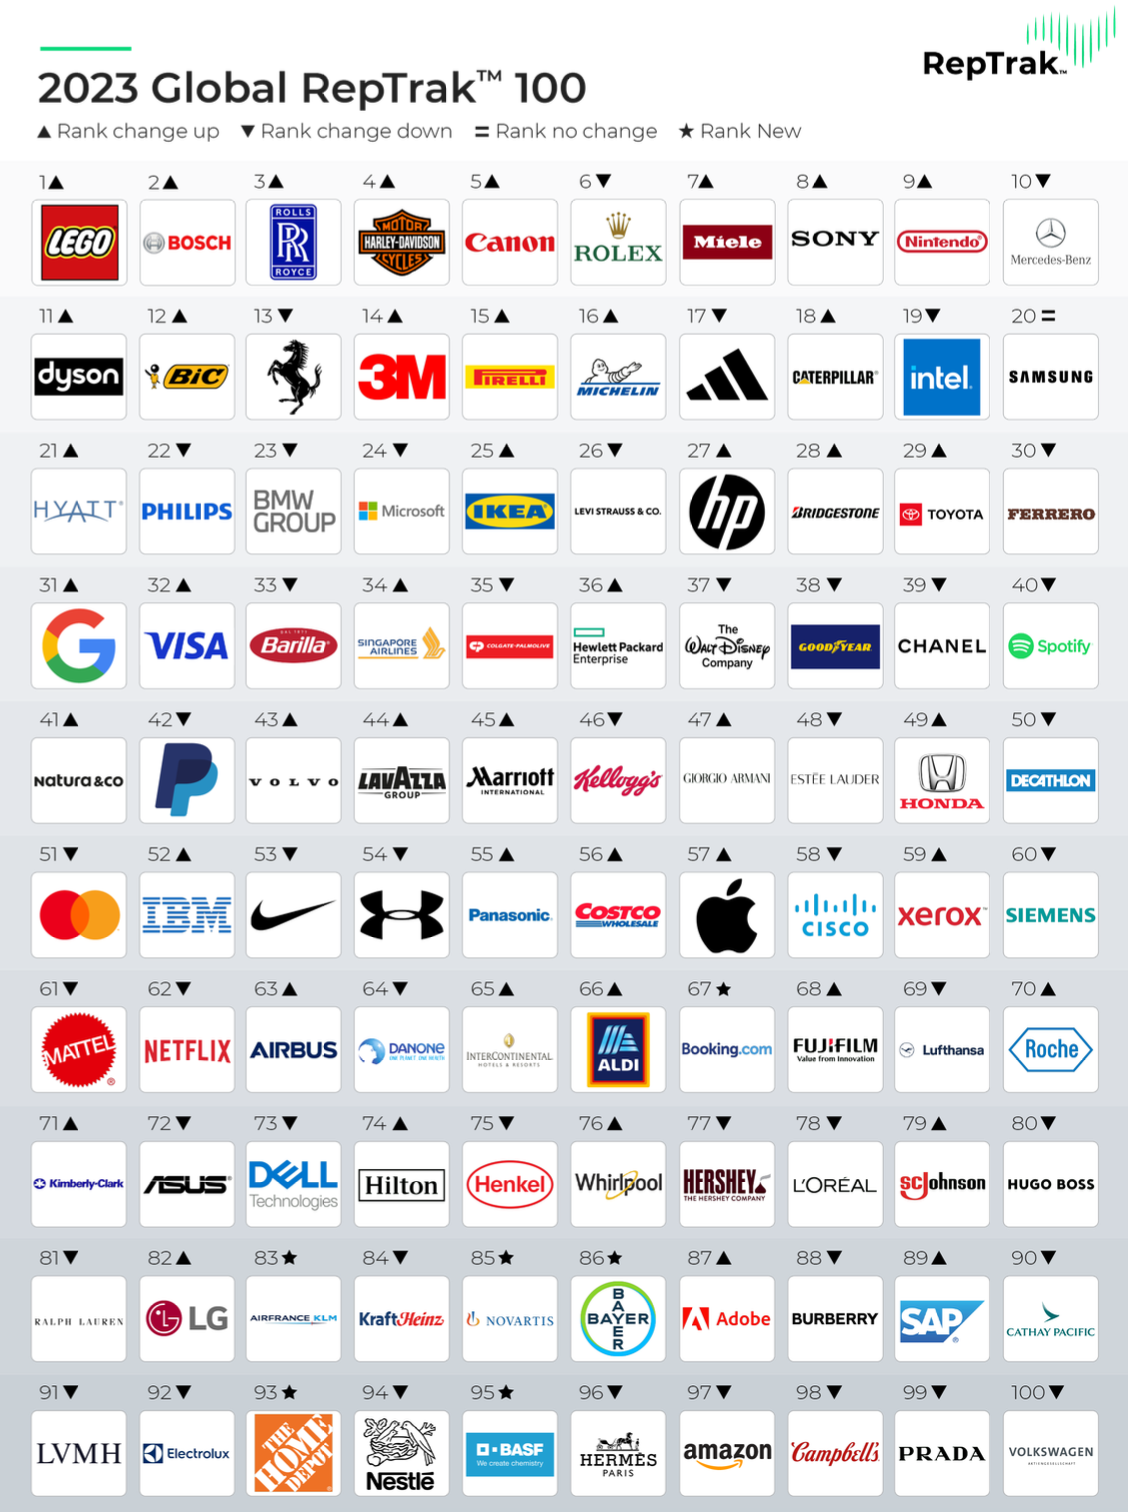 RepTrak™
2023 Global RepTrak™ 100
▲ Rank change up ▼ Rank change down = Rank no change ★ Rank New
1▲ 2▲ 3▲ 4▲ 5▲ 6▼ 7▲ 8▲ 9▲ 10▼
LEGO BOSCH ROLLS RR ROYCE MOTOR HARLEY-DAVIDSON CYCLES Canon ROLEX Miele SONY Nintendo® Mercedes-Benz
11▲ 12▲ 13▼ 14▲ 15▲ 16▲ 17▼ 18▲ 19▼ 20=
dyson BIC 3M PIRELLI MICHELIN CATERPILLAR® intel. SAMSUNG
21▲ 22▼ 23▼ 24▼ 25▲ 26▼ 27▲ 28▲ 29▲ 30▼
HYATT® PHILIPS BMW GROUP Microsoft IKEA LEVI STRAUSS & CO. hp BRIDGESTONE TOYOTA FERRERO
31▲ 32▲ 33▼ 34▲ 35▼ 36▲ 37▼ 38▼ 39▼ 40▼
G VISA Barilla SINGAPORE AIRLINES COLGATE-PALMOLIVE Hewlett Packard Enterprise The WALT DISNEY Company GOODYEAR CHANEL Spotify
41▲ 42▼ 43▲ 44▲ 45▲ 46▼ 47▲ 48▼ 49▲ 50▼
natura &co P VOLVO LAVAZZA GROUP Marriott INTERNATIONAL Kellogg's GIORGIO ARMANI ESTĒE LAUDER HONDA DECATHLON
51▼ 52▲ 53▼ 54▼ 55▲ 56▲ 57▲ 58▼ 59▲ 60▼
IBM Panasonic COSTCO WHOLESALE CISCO xerox™ SIEMENS
61▼ 62▼ 63▲ 64▼ 65▲ 66▲ 67★ 68▲ 69▼ 70▲
MATTEL® NETFLIX AIRBUS DANONE ONE PLANET. ONE HEALTH INTERCONTINENTAL HOTELS & RESORTS ALDI Booking.com FUJIFILM Value from Innovation Lufthansa Roche
71▲ 72▼ 73▼ 74▲ 75▼ 76▲ 77▼ 78▼ 79▲ 80▼
Kimberly-Clark ASUS® DELL Technologies Hilton Henkel Whirlpool HERSHEY THE HERSHEY COMPANY L'ORÉAL SC Johnson HUGO BOSS
81▼ 82▲ 83★ 84▼ 85★ 86★ 87▲ 88▼ 89▲ 90▼
RALPH LAUREN LG AIRFRANCE KLM KraftHeinz NOVARTIS BAYER BAYER Adobe BURBERRY SAP® CATHAY PACIFIC
91▼ 92▼ 93★ 94▼ 95★ 96▼ 97▼ 98▼ 99▼ 100▼
LVMH Electrolux THE HOME DEPOT Nestlé BASF We create chemistry HERMÈS PARIS amazon Campbell's PRADA VOLKSWAGEN AKTIENGESELLSCHAFT